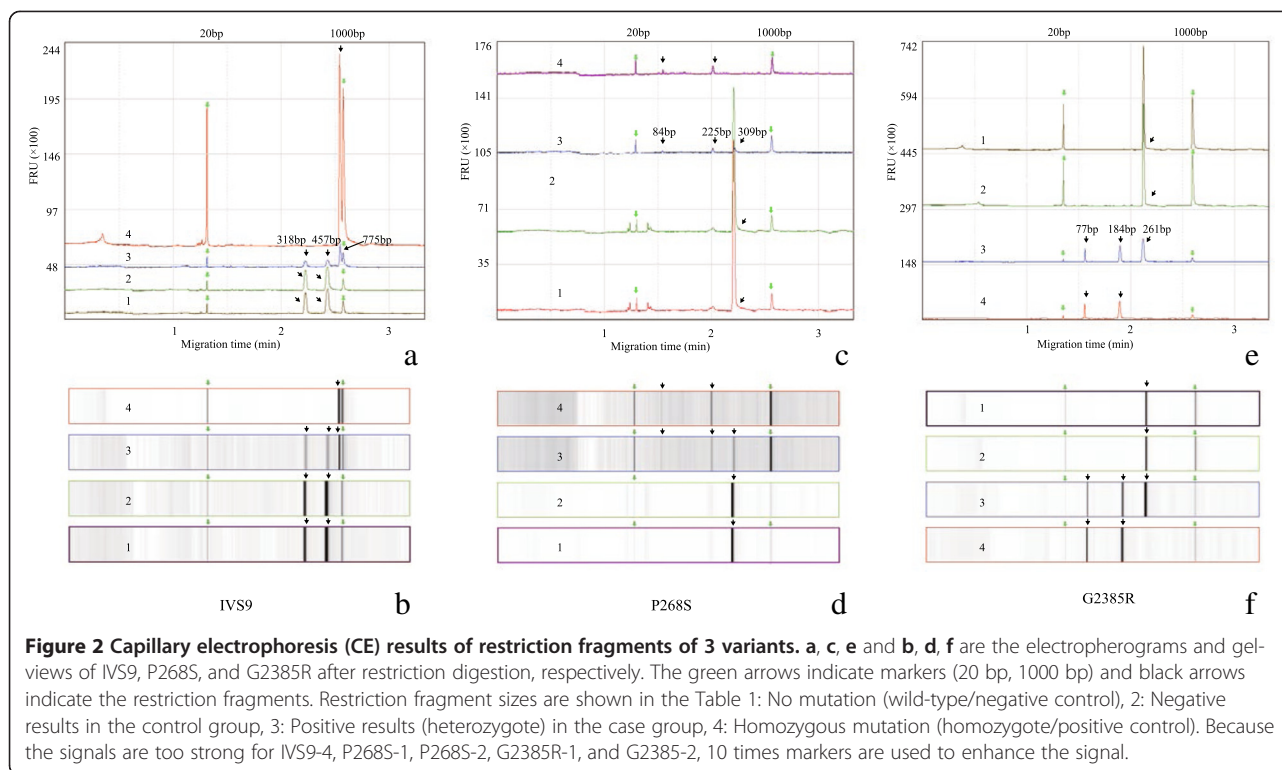 20bp 1000bp
244
195
146
97
48
FRU (×100)
4
3
2
1
318bp 457bp 775bp
1 2 3
Migration time (min)
a
20bp 1000bp
176
141
105
71
35
FRU (×100)
4
3
2
1
84bp 225bp 309bp
1 2 3
Migration time (min)
c
20bp 1000bp
742
594
445
297
148
FRU (×100)
1
2
3
4
77bp 184bp 261bp
1 2 3
Migration time (min)
e
4
3
2
1
IVS9 b
4
3
2
1
P268S d
1
2
3
4
G2385R f
Figure 2 Capillary electrophoresis (CE) results of restriction fragments of 3 variants. a, c, e and b, d, f are the electropherograms and gel-
views of IVS9, P268S, and G2385R after restriction digestion, respectively. The green arrows indicate markers (20 bp, 1000 bp) and black arrows
indicate the restriction fragments. Restriction fragment sizes are shown in the Table 1: No mutation (wild-type/negative control), 2: Negative
results in the control group, 3: Positive results (heterozygote) in the case group, 4: Homozygous mutation (homozygote/positive control). Because
the signals are too strong for IVS9-4, P268S-1, P268S-2, G2385R-1, and G2385-2, 10 times markers are used to enhance the signal.